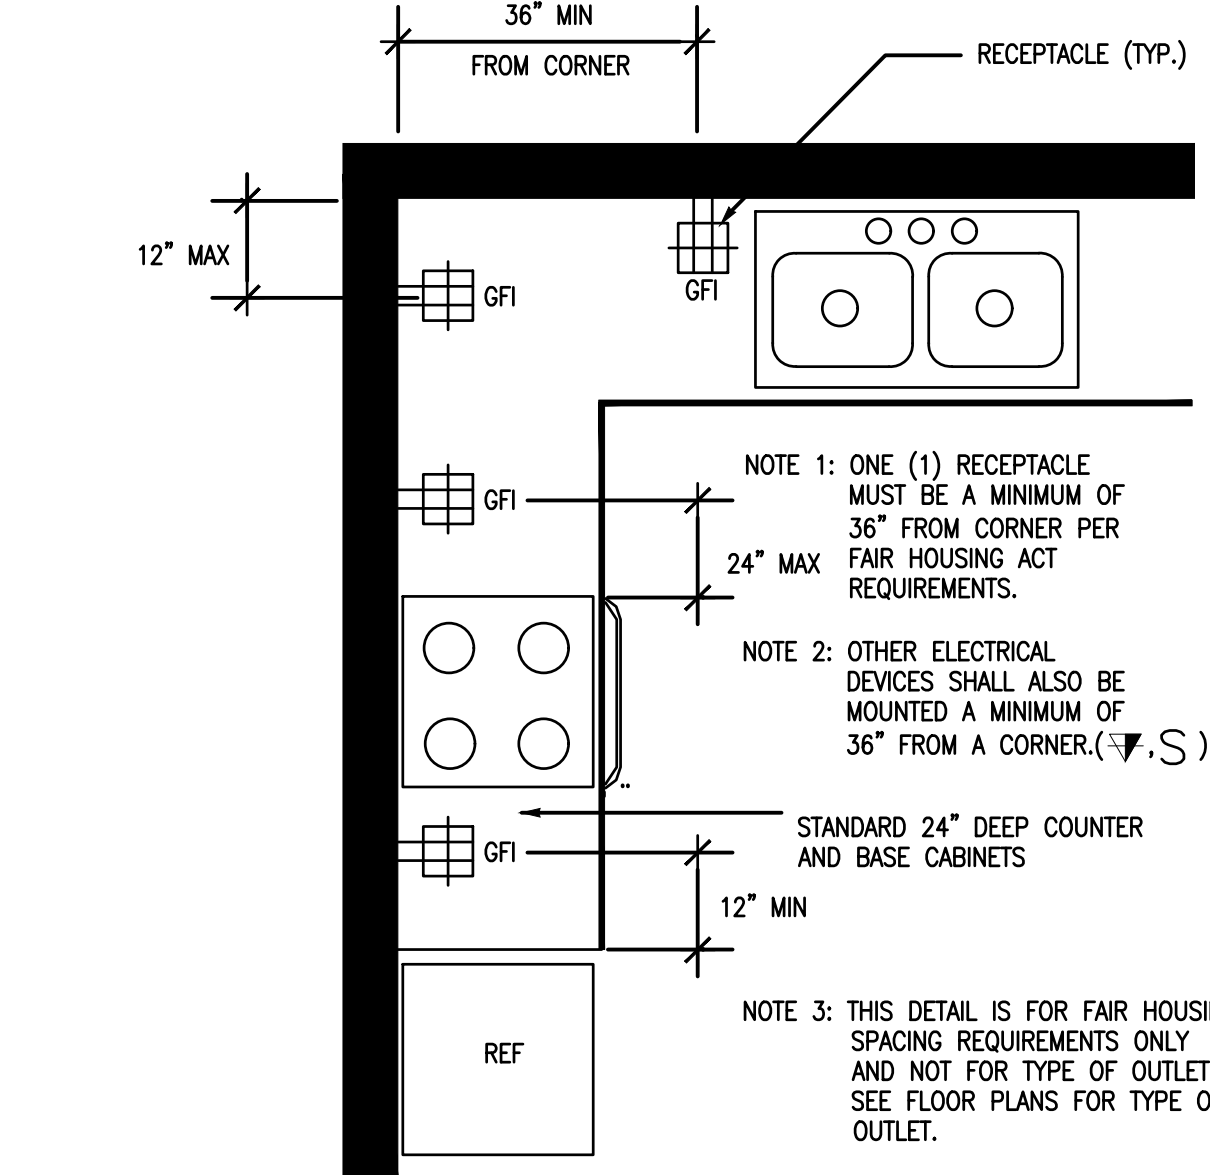 36" MIN
FROM CORNER
RECEPTACLE (TYP.)
12" MAX
GFI
GFI
GFI
24" MAX
NOTE 1: ONE (1) RECEPTACLE
MUST BE A MINIMUM OF
36" FROM CORNER PER
FAIR HOUSING ACT
REQUIREMENTS.
NOTE 2: OTHER ELECTRICAL
DEVICES SHALL ALSO BE
MOUNTED A MINIMUM OF
36" FROM A CORNER.( , S )
STANDARD 24" DEEP COUNTER
AND BASE CABINETS
GFI
12" MIN
REF
NOTE 3: THIS DETAIL IS FOR FAIR
SPACING REQUIREMENTS ONLY
AND NOT FOR TYPE OF OUTLET
SEE FLOOR PLANS FOR TYPE
OUTLET.